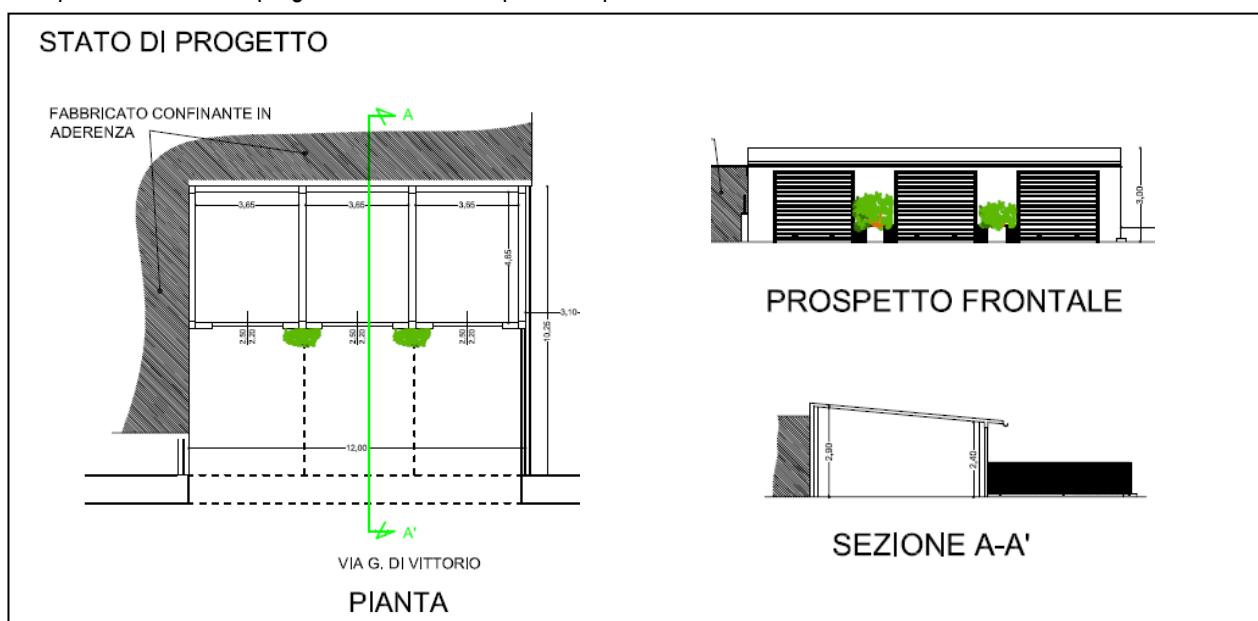 STATO DI PROGETTO
FABBRICATO CONFINANTE IN
ADERENZA
A
3,65
3,65
3,65
4,85
3,10
10,25
2,50
2,20
2,50
2,20
2,50
2,20
12,00
A'
VIA G. DI VITTORIO
PIANTA
3,00
PROSPETTO FRONTALE
2,90
2,40
SEZIONE A-A'